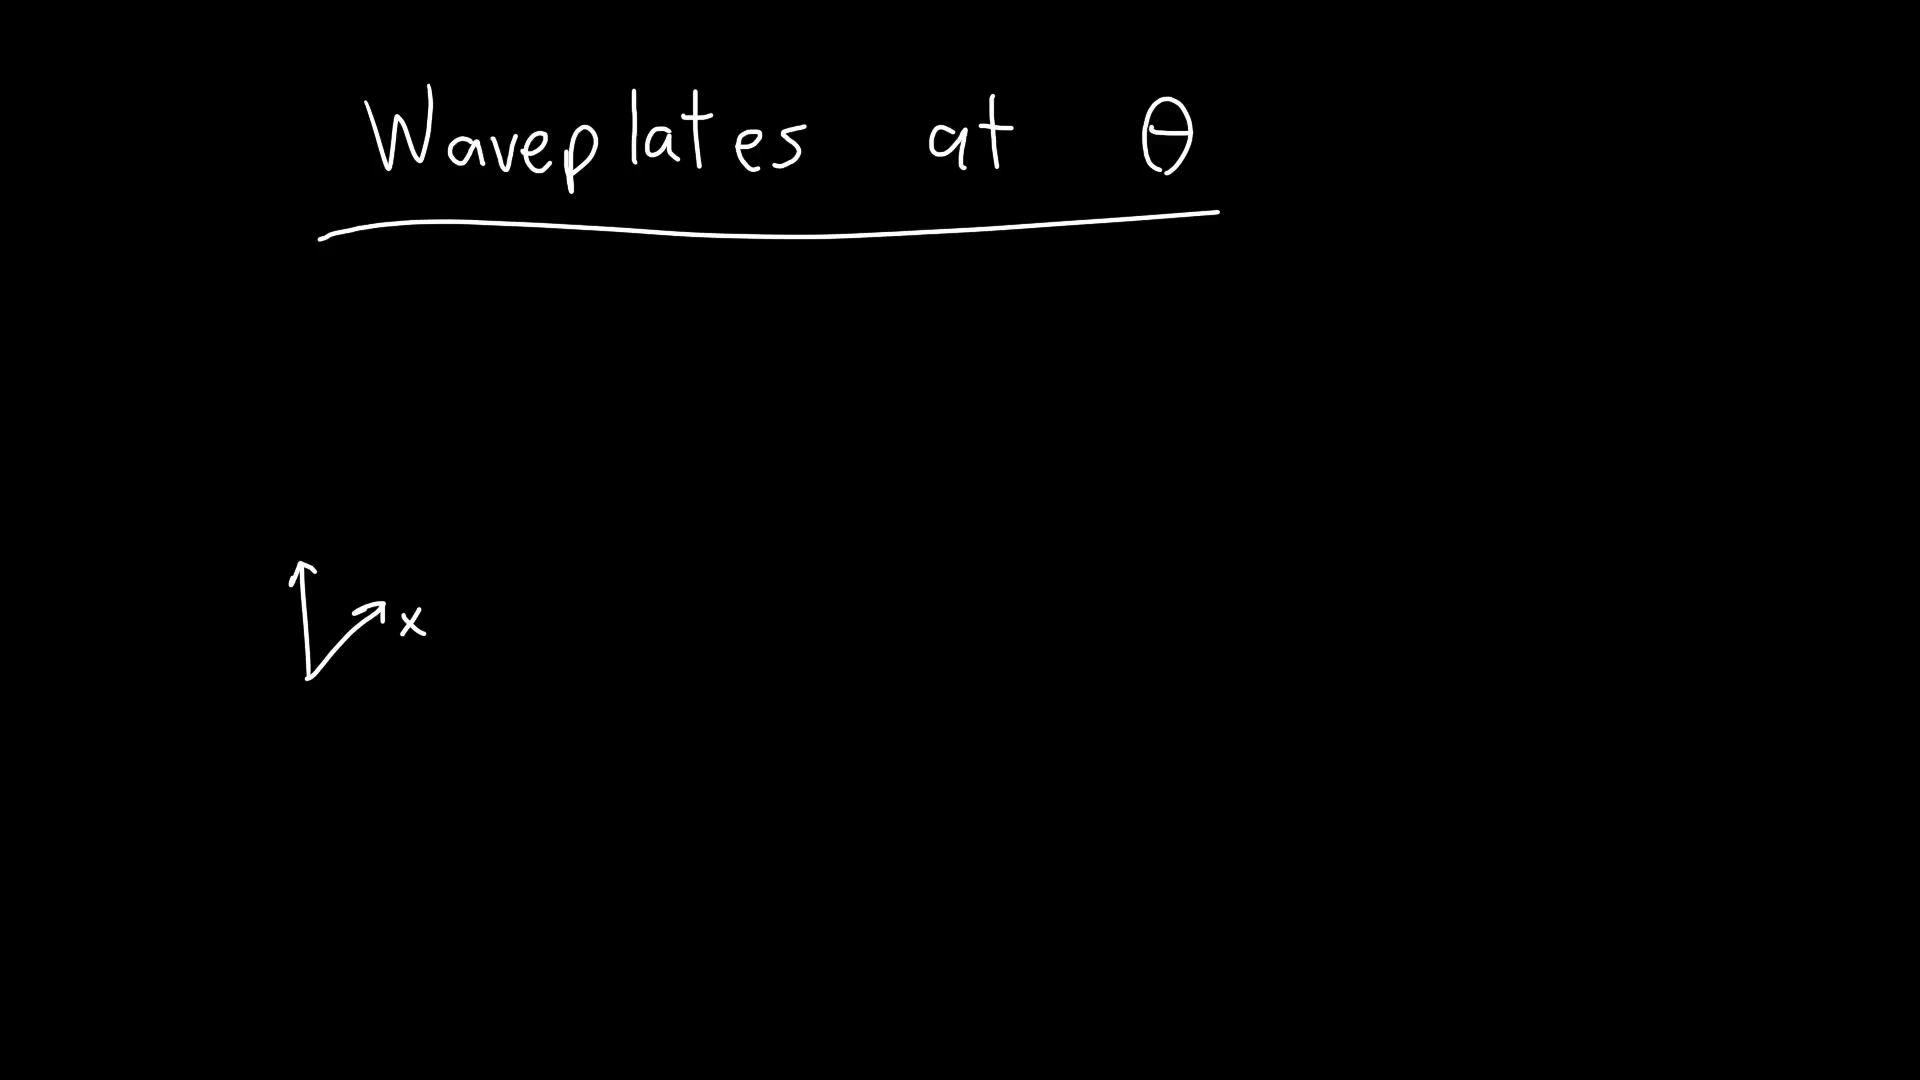 Waveplates at θ
x